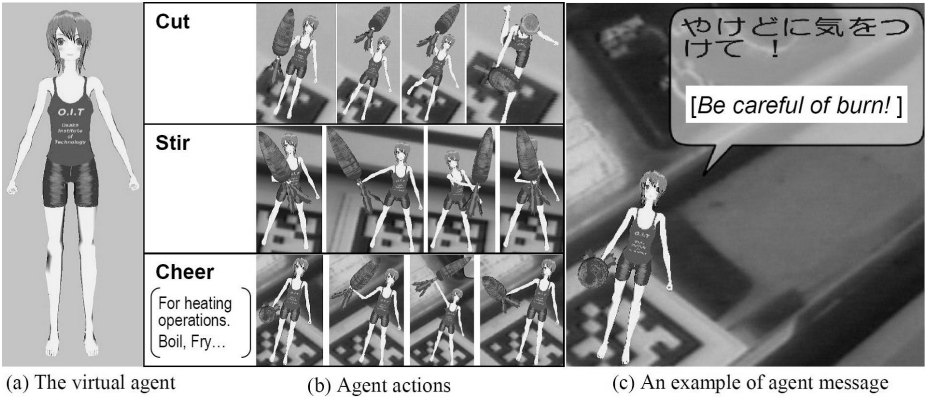 O.I.T
Osaka
Institute
of
Technology
Cut
Stir
Cheer
For heating
operations.
Boil, Fry…
やけどに気をつ
けて！
[Be careful of burn! ]
O.I.T
(a) The virtual agent
(b) Agent actions
(c) An example of agent message